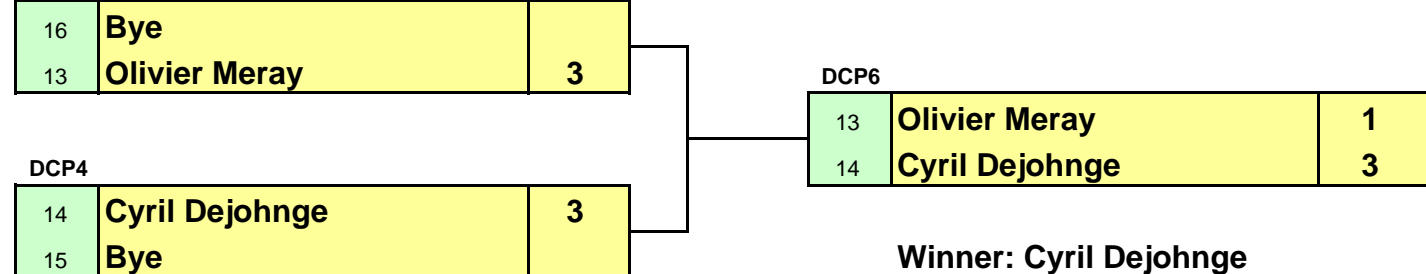 16 Bye
13 Olivier Meray 3
DCP4
14 Cyril Dejohnge 3
15 Bye
DCP6
13 Olivier Meray 1
14 Cyril Dejohnge 3
Winner: Cyril Dejohnge